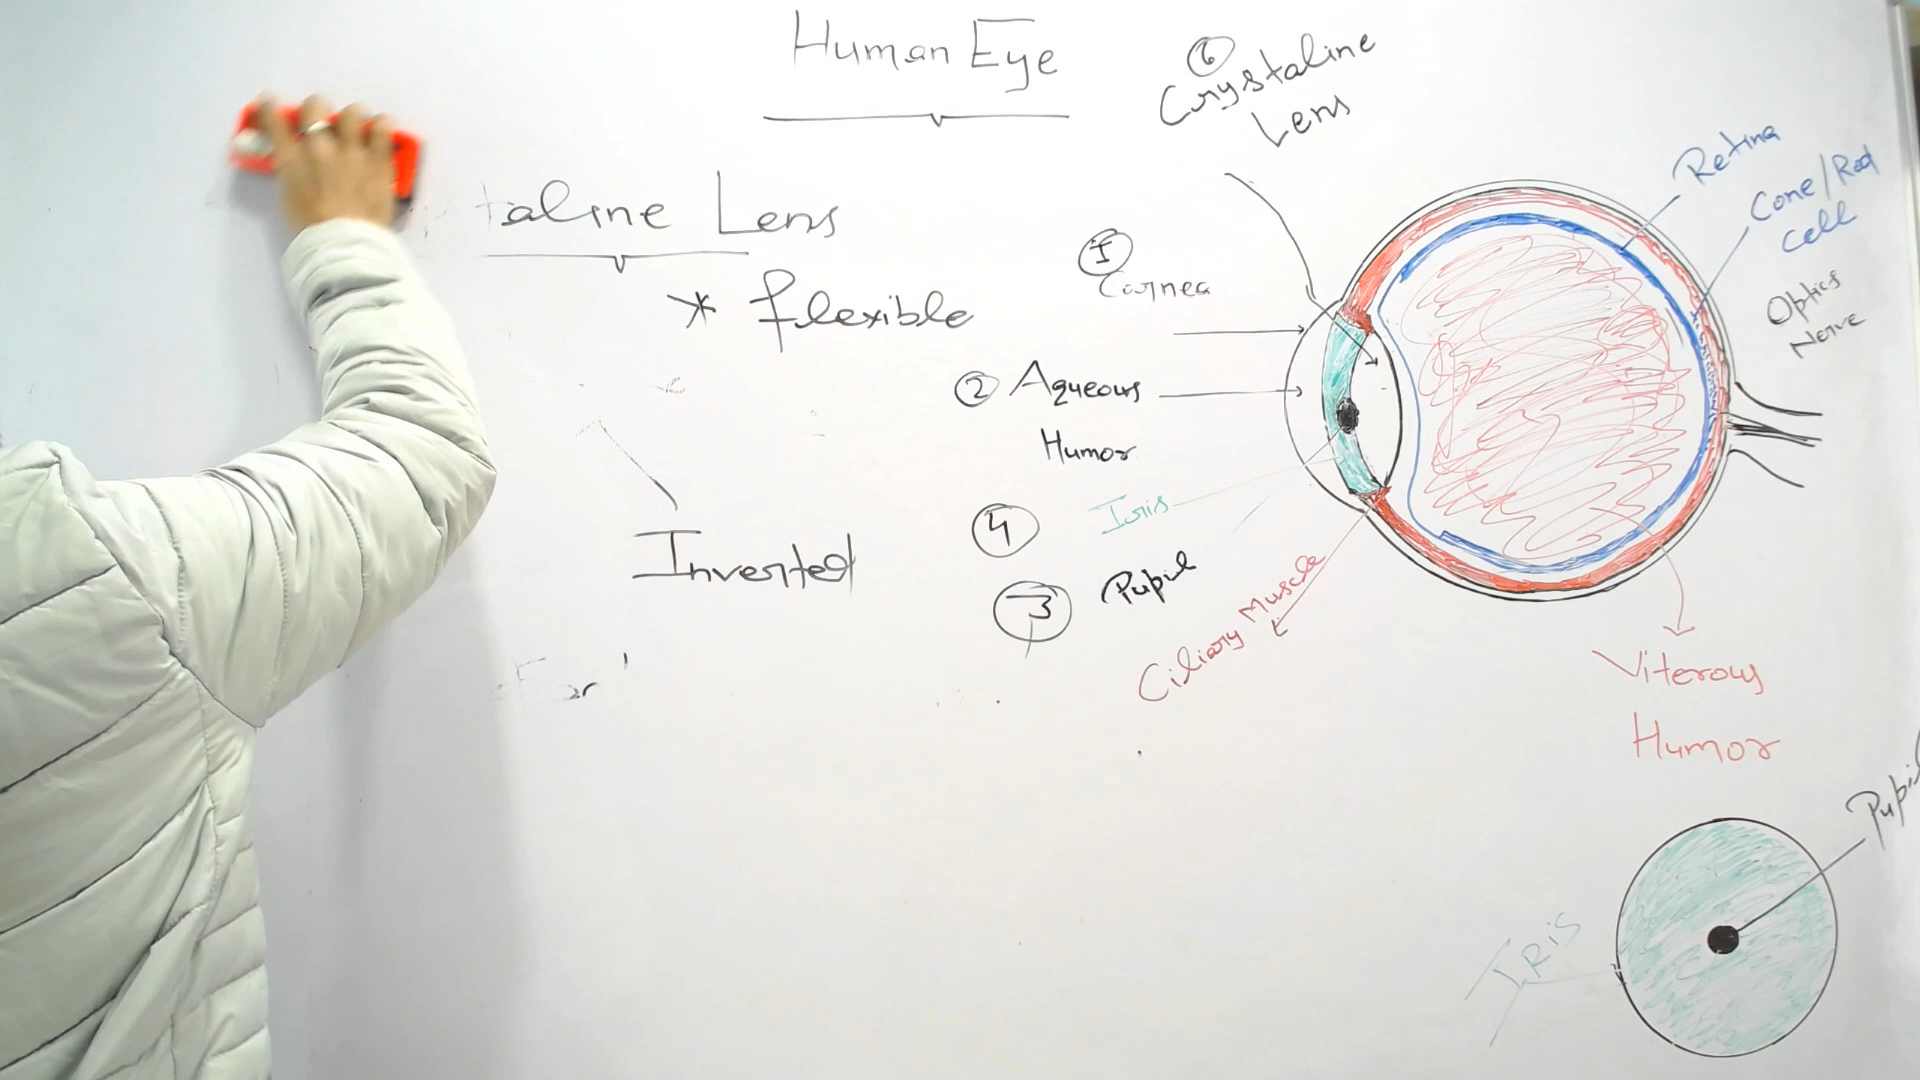 Human Eye
6
Crystaline
Lens
taline Lens
* flexible
Inverted
1
Cornea
2 Aqueous
Humor
4 Iris
3 Pupil
Ciliary Muscle
Retina
Cone/Rod
Cell
Optics
Nerve
Viterous
Humor
Pupil
IRis